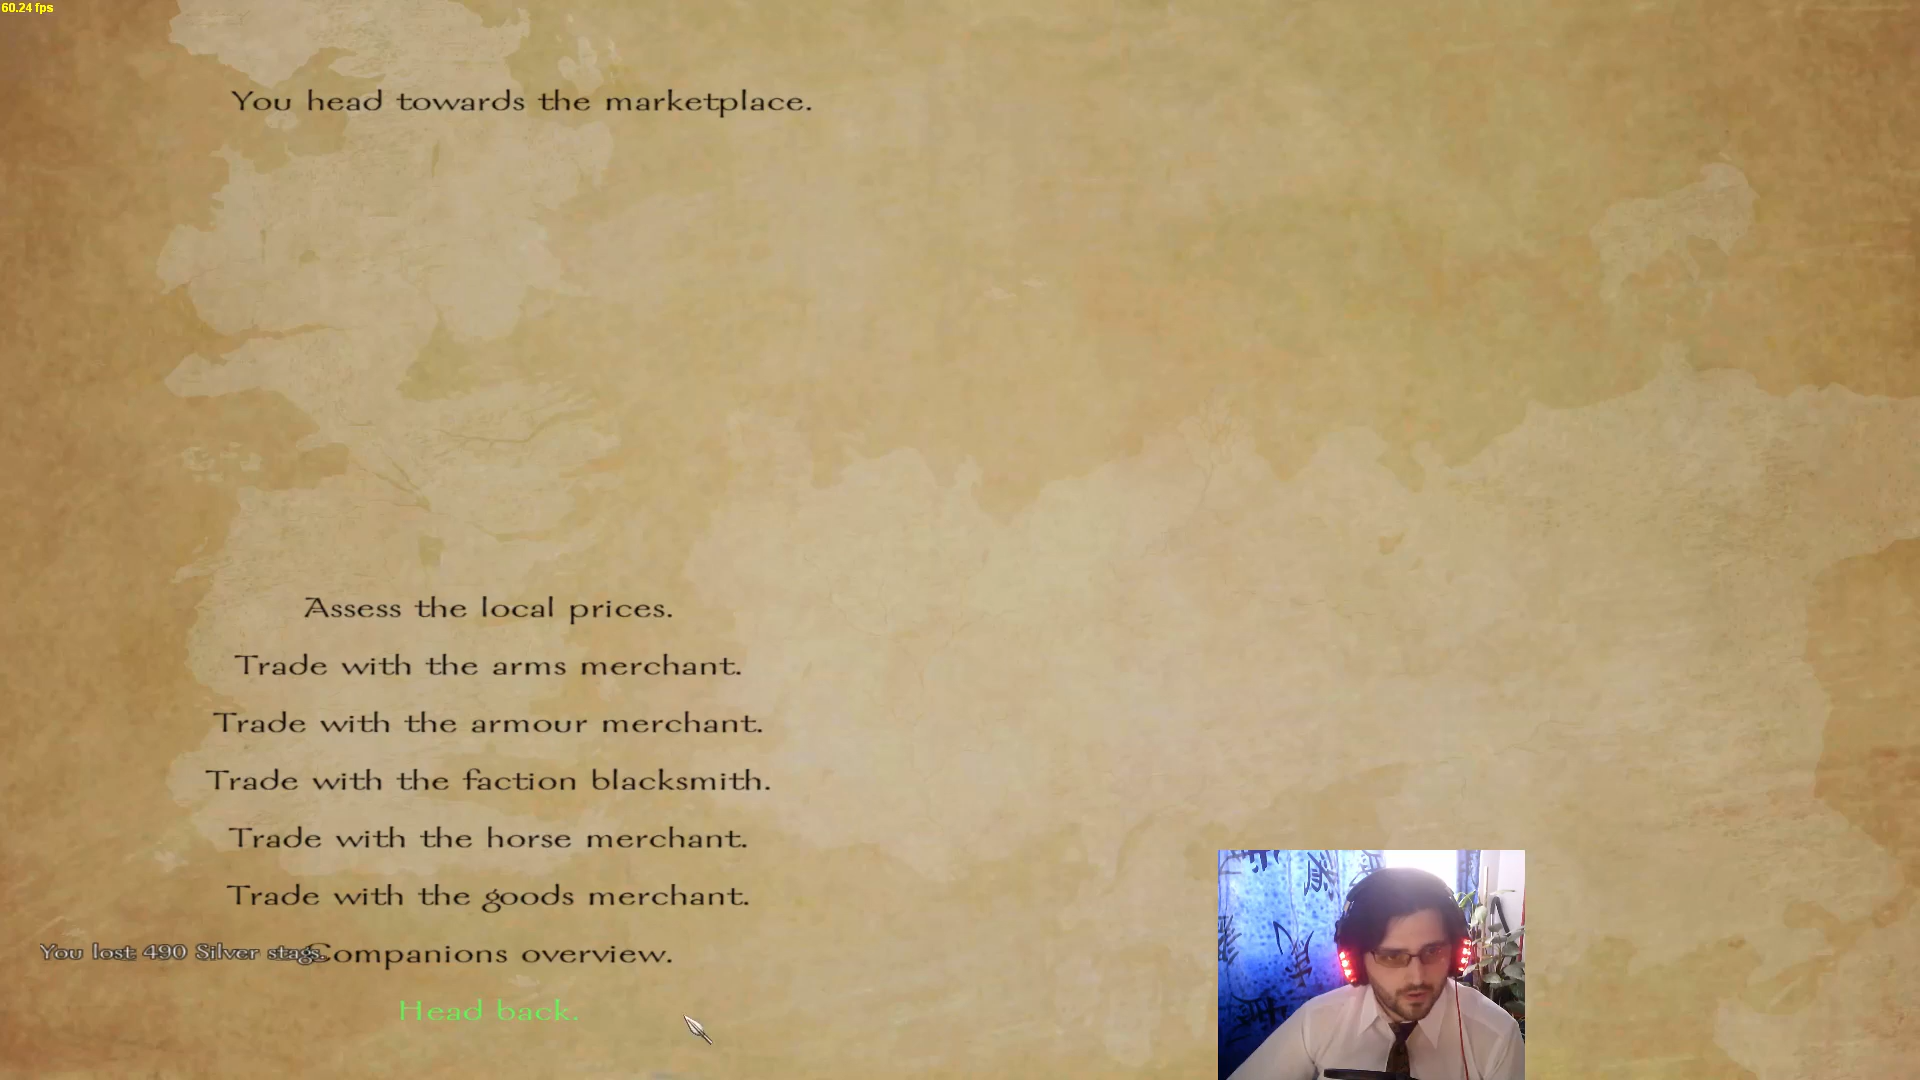 60.24 fps
You head towards the marketplace.
Assess the local prices.
Trade with the arms merchant.
Trade with the armour merchant.
Trade with the faction blacksmith.
Trade with the horse merchant.
Trade with the goods merchant.
You lost 490 Silver stags.
Companions overview.
Head back.